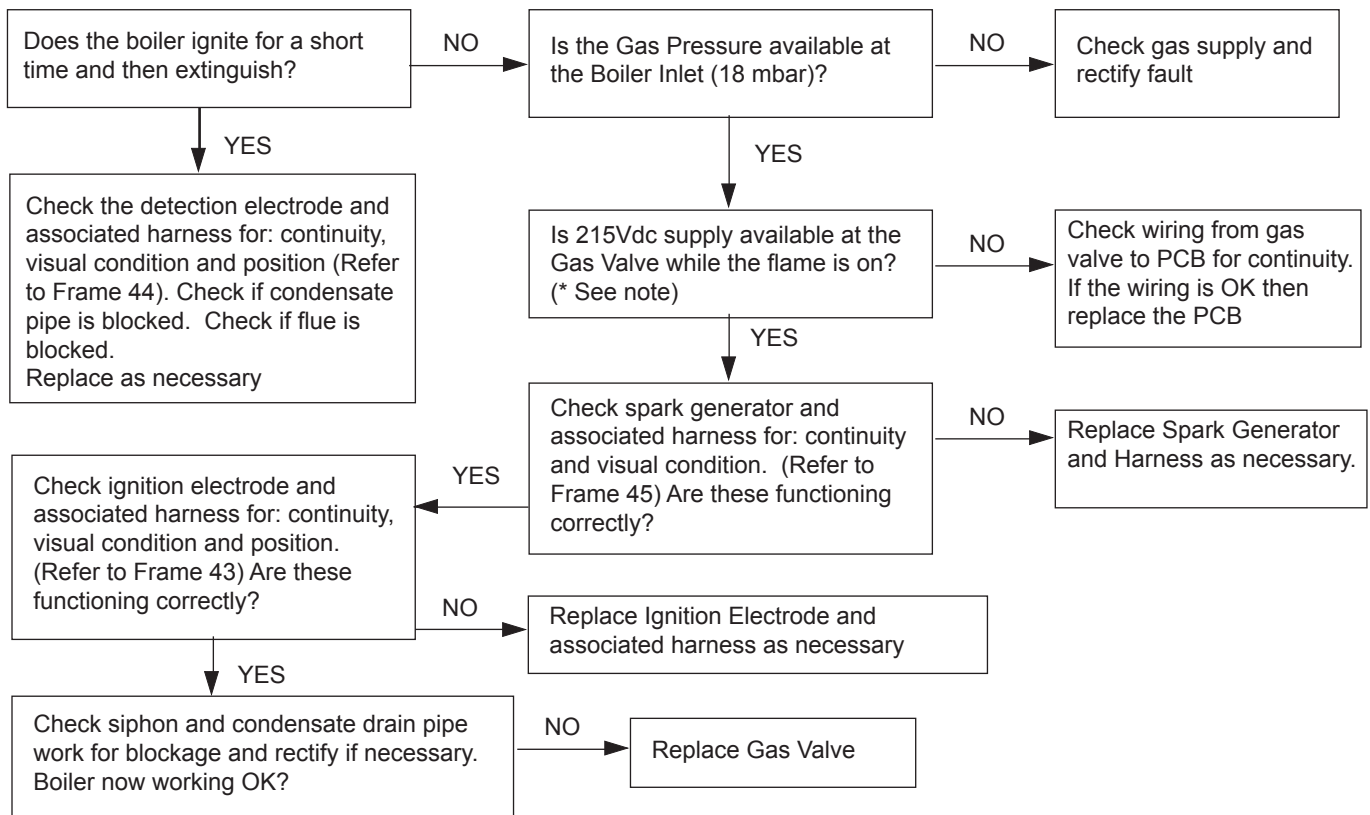 Does the boiler ignite for a short
time and then extinguish?
NO
Is the Gas Pressure available at
the Boiler Inlet (18 mbar)?
NO
Check gas supply and
rectify fault
YES
YES
Check the detection electrode and
associated harness for: continuity,
visual condition and position (Refer
to Frame 44). Check if condensate
pipe is blocked.  Check if flue is
blocked.
Replace as necessary
Is 215Vdc supply available at the
Gas Valve while the flame is on?
(* See note)
NO
Check wiring from gas
valve to PCB for continuity.
If the wiring is OK then
replace the PCB
YES
Check spark generator and
associated harness for: continuity
and visual condition.  (Refer to
Frame 45) Are these functioning
correctly?
NO
Replace Spark Generator
and Harness as necessary.
YES
Check ignition electrode and
associated harness for: continuity,
visual condition and position.
(Refer to Frame 43) Are these
functioning correctly?
NO
Replace Ignition Electrode and
associated harness as necessary
YES
Check siphon and condensate drain pipe
work for blockage and rectify if necessary.
Boiler now working OK?
NO
Replace Gas Valve